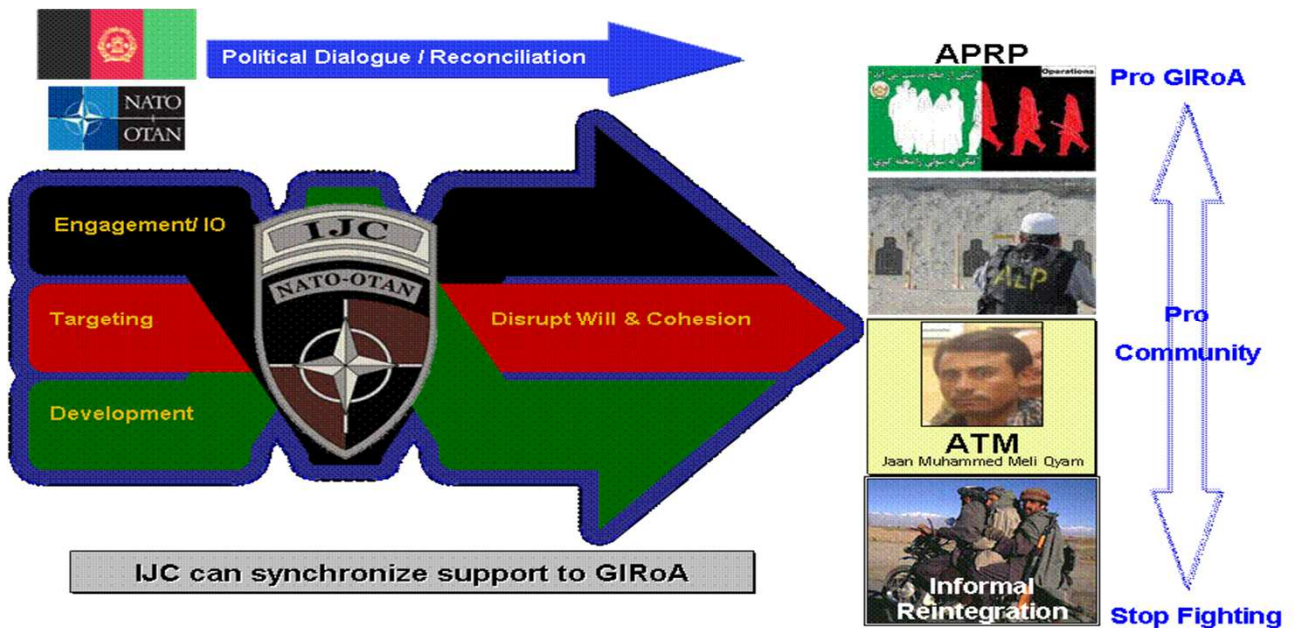 Political Dialogue / Reconciliation
NATO
OTAN
Engagement/ IO
Targeting
Development
IJC
NATO-OTAN
Disrupt Will & Cohesion
IJC can synchronize support to GIRoA
APRP
Operations
ALP
ATM
Jaan Muhammed Meli Qyam
Informal
Reintegration
Pro GIRoA
Pro
Community
Stop Fighting